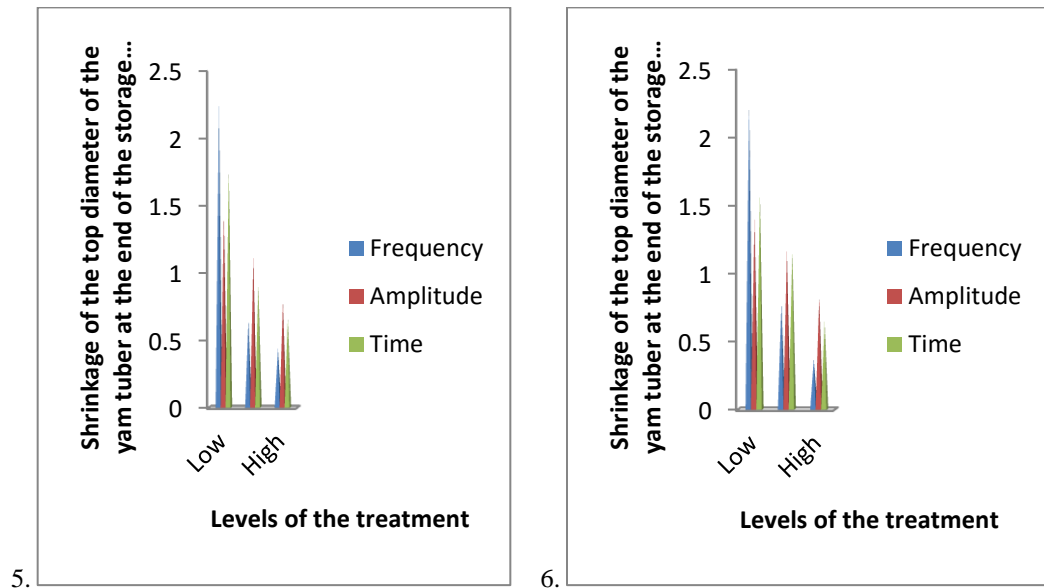 Shrinkage of the top diameter of the
yam tuber at the end of the storage...
2.5
2
1.5
1
0.5
0
Low
High
Frequency
Amplitude
Time
Levels of the treatment
5.
Shrinkage of the top diameter of the
yam tuber at the end of the storage...
2.5
2
1.5
1
0.5
0
Low
High
Frequency
Amplitude
Time
Levels of the treatment
6.